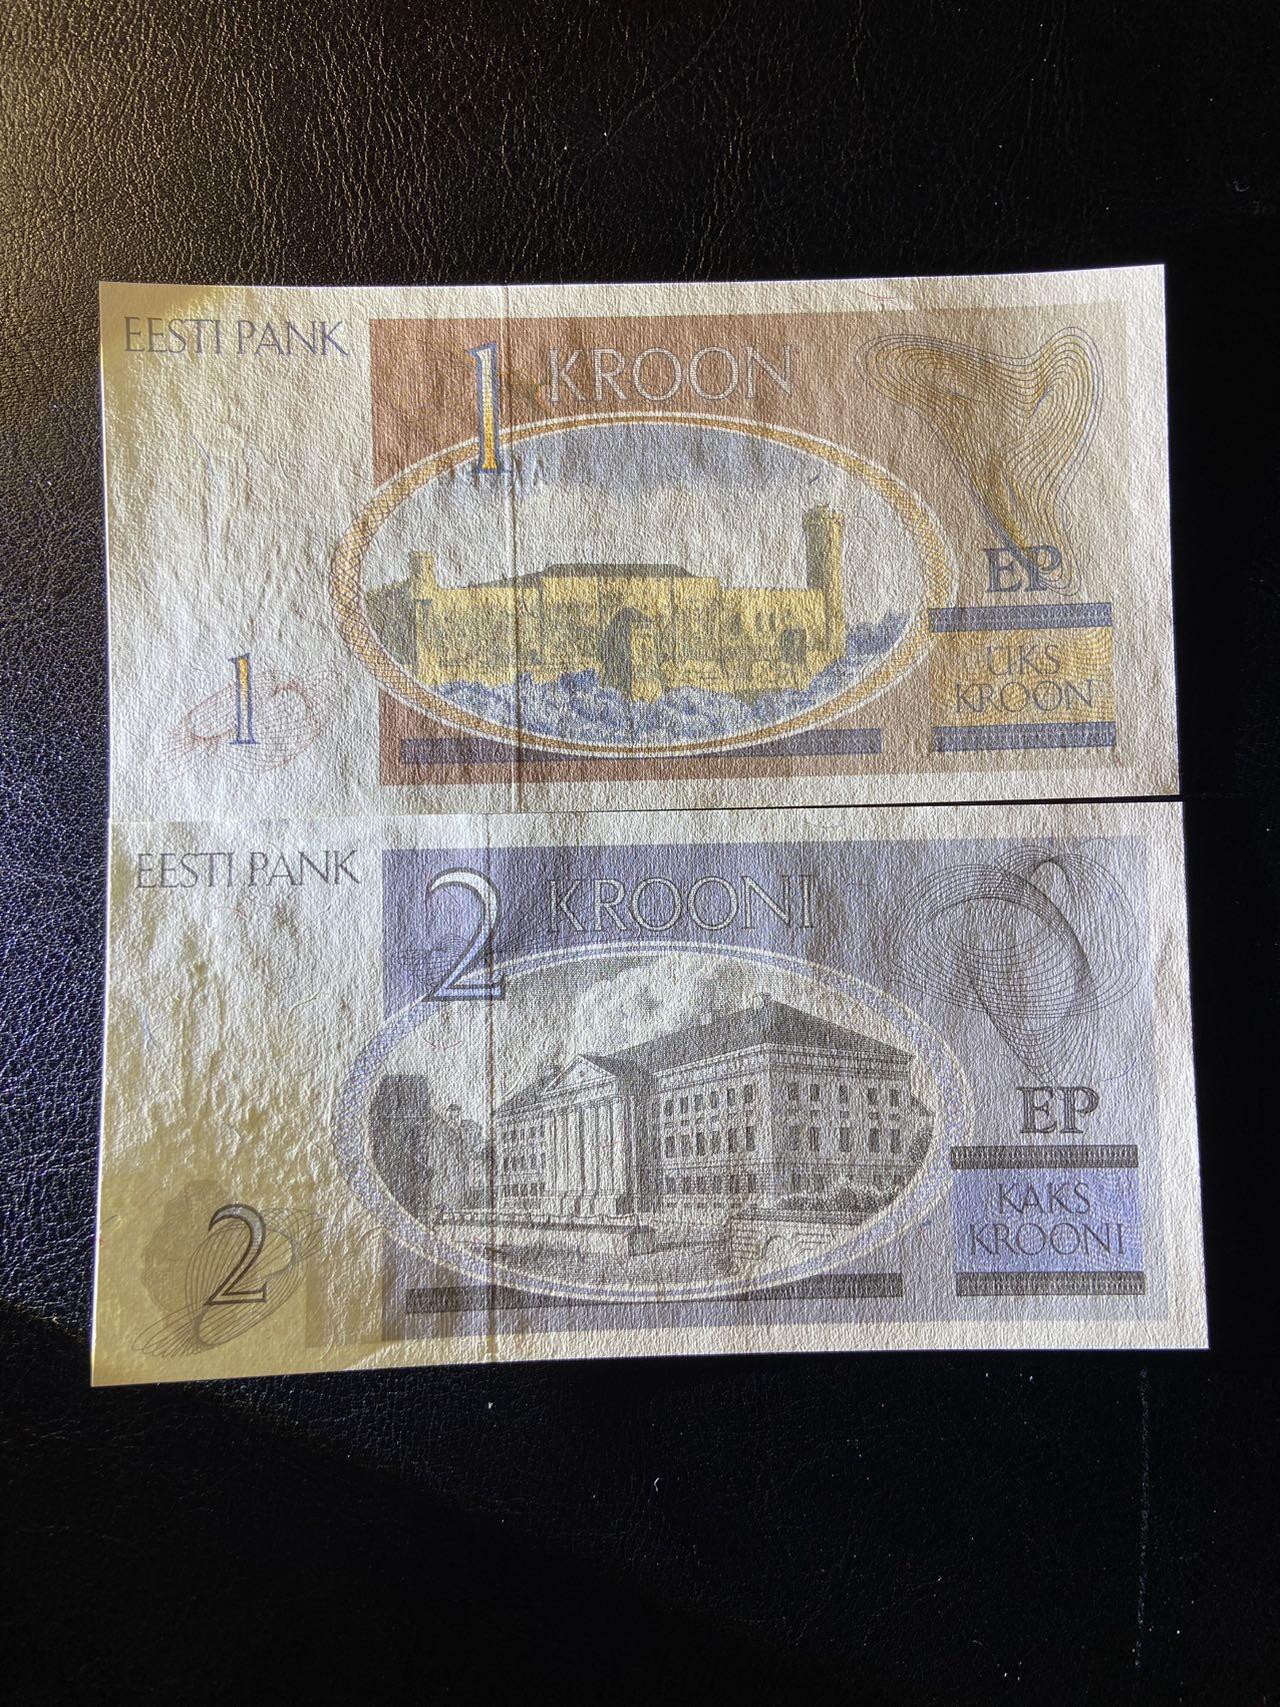 EESTI PANK
1 KROON
EP
ÜKS
KROON
1
EESTI PANK
2 KROONI
EP
KAKS
KROONI
2